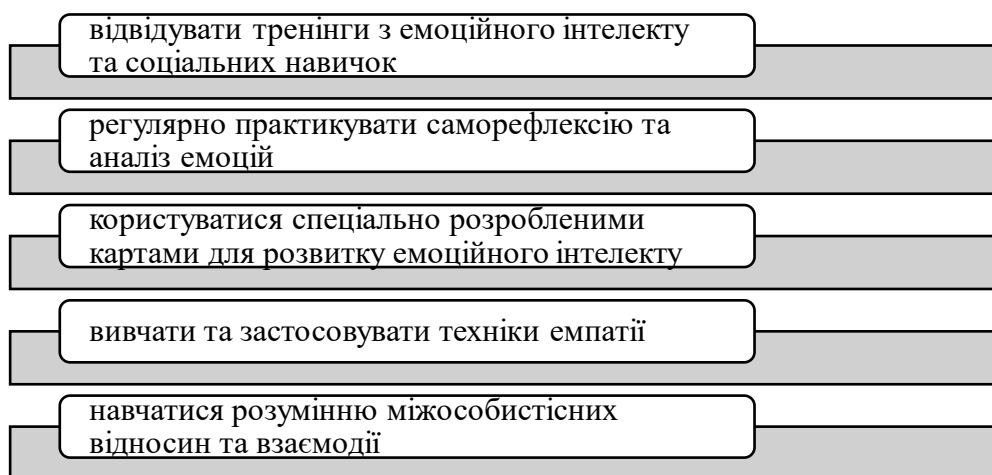 відвідувати тренінги з емоційного інтелекту
та соціальних навичок
регулярно практикувати саморефлексію та
аналіз емоцій
користуватися спеціально розробленими
картами для розвитку емоційного інтелекту
вивчати та застосовувати техніки емпатії
навчатися розумінню міжособистісних
відносин та взаємодії